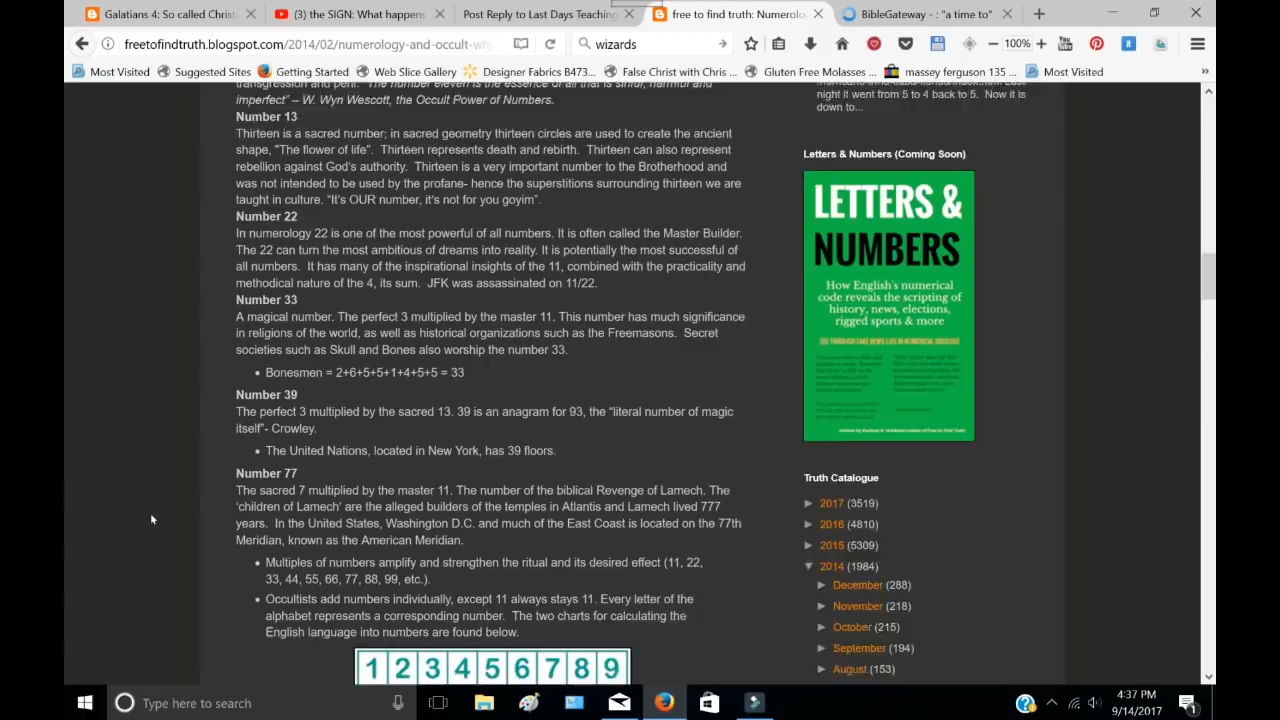 Galatians 4: So called Christ
(3) the SIGN: What happens
Post Reply to Last Days Teaching
free to find truth: Numerolo
BibleGateway - : "a time to"
freetofindtruth.blogspot.com/2014/02/numerology-and-occult-wh
wizards
100%
Most Visited
Suggested Sites
Getting Started
Web Slice Gallery
Designer Fabrics B473...
False Christ with Chris ...
Gluten Free Molasses ...
massey ferguson 135 ...
Most Visited
transgression and peril. "The number eleven is the essence of all that is sinful, harmful and
imperfect" – W. Wyn Wescott, the Occult Power of Numbers.
Number 13
Thirteen is a sacred number; in sacred geometry thirteen circles are used to create the ancient
shape, "The flower of life". Thirteen represents death and rebirth. Thirteen can also represent
rebellion against God's authority. Thirteen is a very important number to the Brotherhood and
was not intended to be used by the profane- hence the superstitions surrounding thirteen we are
taught in culture. "It's OUR number, it's not for you goyim".
Number 22
In numerology 22 is one of the most powerful of all numbers. It is often called the Master Builder.
The 22 can turn the most ambitious of dreams into reality. It is potentially the most successful of
all numbers. It has many of the inspirational insights of the 11, combined with the practicality and
methodical nature of the 4, its sum. JFK was assassinated on 11/22.
Number 33
A magical number. The perfect 3 multiplied by the master 11. This number has much significance
in religions of the world, as well as historical organizations such as the Freemasons. Secret
societies such as Skull and Bones also worship the number 33.
• Bonesmen = 2+6+5+5+1+4+5+5 = 33
Number 39
The perfect 3 multiplied by the sacred 13. 39 is an anagram for 93, the "literal number of magic
itself"- Crowley.
• The United Nations, located in New York, has 39 floors.
Number 77
The sacred 7 multiplied by the master 11. The number of the biblical Revenge of Lamech. The
'children of Lamech' are the alleged builders of the temples in Atlantis and Lamech lived 777
years. In the United States, Washington D.C. and much of the East Coast is located on the 77th
Meridian, known as the American Meridian.
• Multiples of numbers amplify and strengthen the ritual and its desired effect (11, 22,
33, 44, 55, 66, 77, 88, 99, etc.).
• Occultists add numbers individually, except 11 always stays 11. Every letter of the
alphabet represents a corresponding number. The two charts for calculating the
English language into numbers are found below.
1 2 3 4 5 6 7 8 9
night it went from 5 to 4 back to 5. Now it is
down to...
Letters & Numbers (Coming Soon)
LETTERS &
NUMBERS
How English's numerical
code reveals the scripting of
history, news, elections,
rigged sports & more
Truth Catalogue
► 2017 (3519)
► 2016 (4810)
► 2015 (5309)
▼ 2014 (1984)
► December (288)
► November (218)
► October (215)
► September (194)
► August (153)
Type here to search
4:37 PM
9/14/2017
1